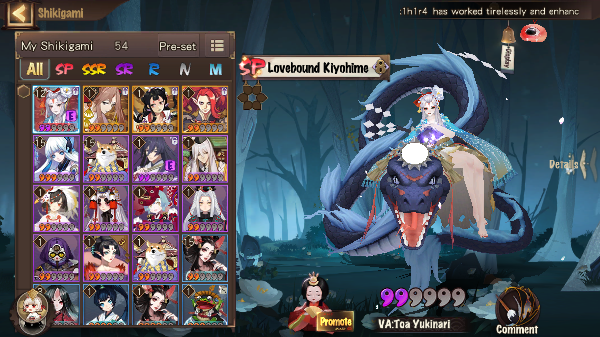 Shikigami
:1h1r4 has worked tirelessly and enhanc
My Shikigami 54 Pre-set
All SP SSR SR R N M
SP Lovebound Kiyohime
Display
Details
Promote
VA:Toa Yukinari
Comment